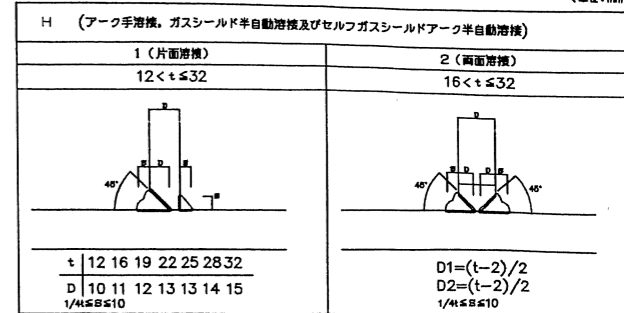 H (アーク手溶接。ガスシールド半自動溶接及びセルフガスシールドアーク半自動溶接)
1 (片面溶接)
2 (両面溶接)
12<t≦32
16<t≦32
D
D
S D S
S D D S
45°
S
45°
45°
t 12 16 19 22 25 28 32
D 10 11 12 13 13 14 15
1/4t≦S≦10
D1=(t-2)/2
D2=(t-2)/2
1/4t≦S≦10